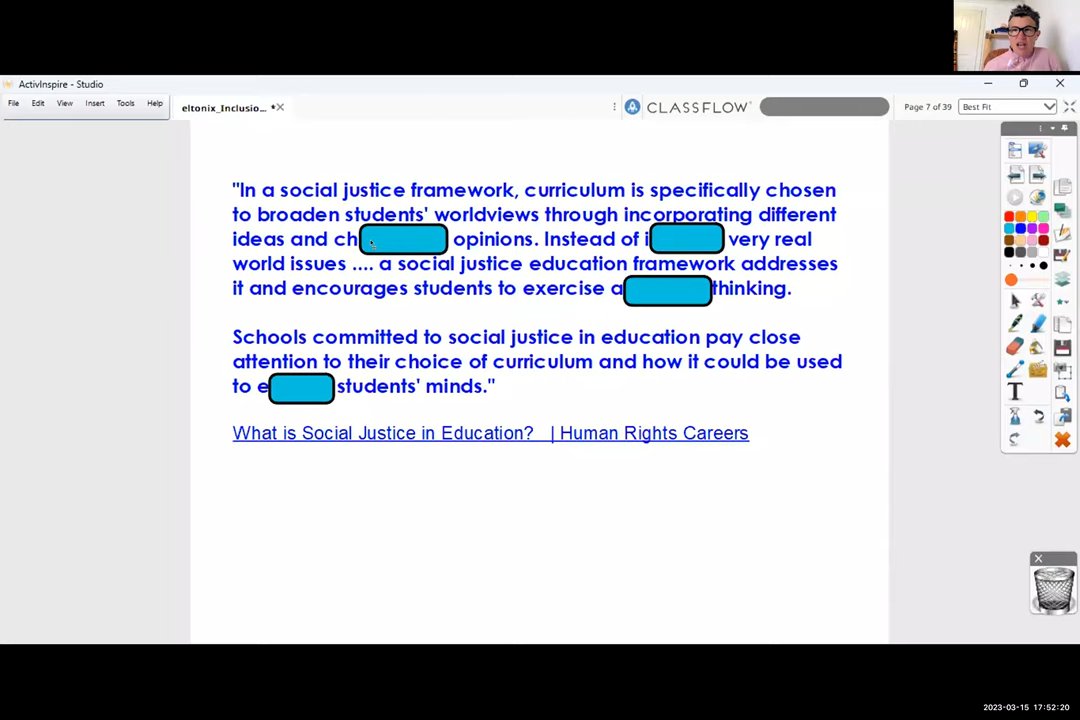 ActivInspire - Studio
File Edit View Insert Tools Help
eltonix_Inclusio... *
CLASSFLOW
Page 7 of 39
Best Fit
"In a social justice framework, curriculum is specifically chosen
to broaden students' worldviews through incorporating different
ideas and ch opinions. Instead of i very real
world issues .... a social justice education framework addresses
it and encourages students to exercise a thinking.
Schools committed to social justice in education pay close
attention to their choice of curriculum and how it could be used
to e students' minds."
What is Social Justice in Education? | Human Rights Careers
2023-03-15 17:52:20